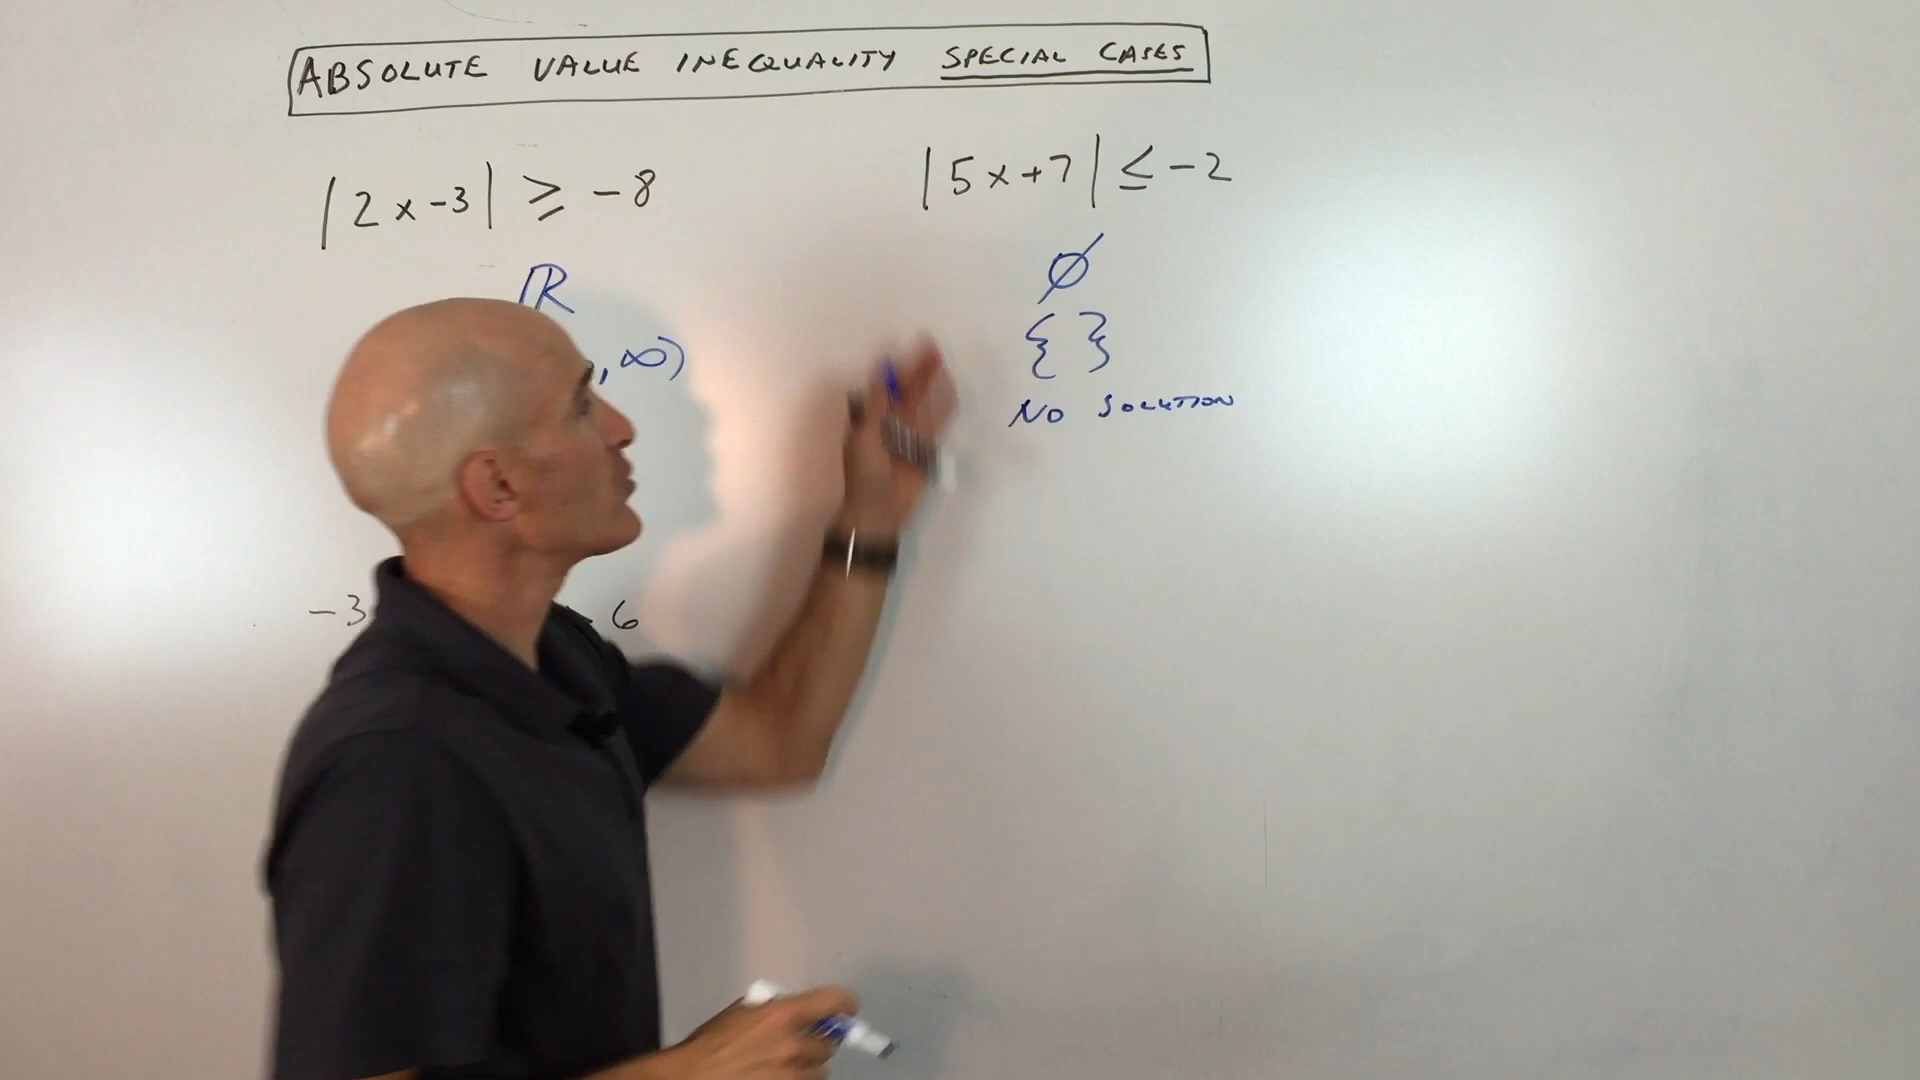 ABSOLUTE VALUE INEQUALITY SPECIAL CASES
|2x-3| ≥ -8
ℝ
, ∞)
|5x+7| ≤ -2
∅
{ }
NO SOLUTION
-3
6